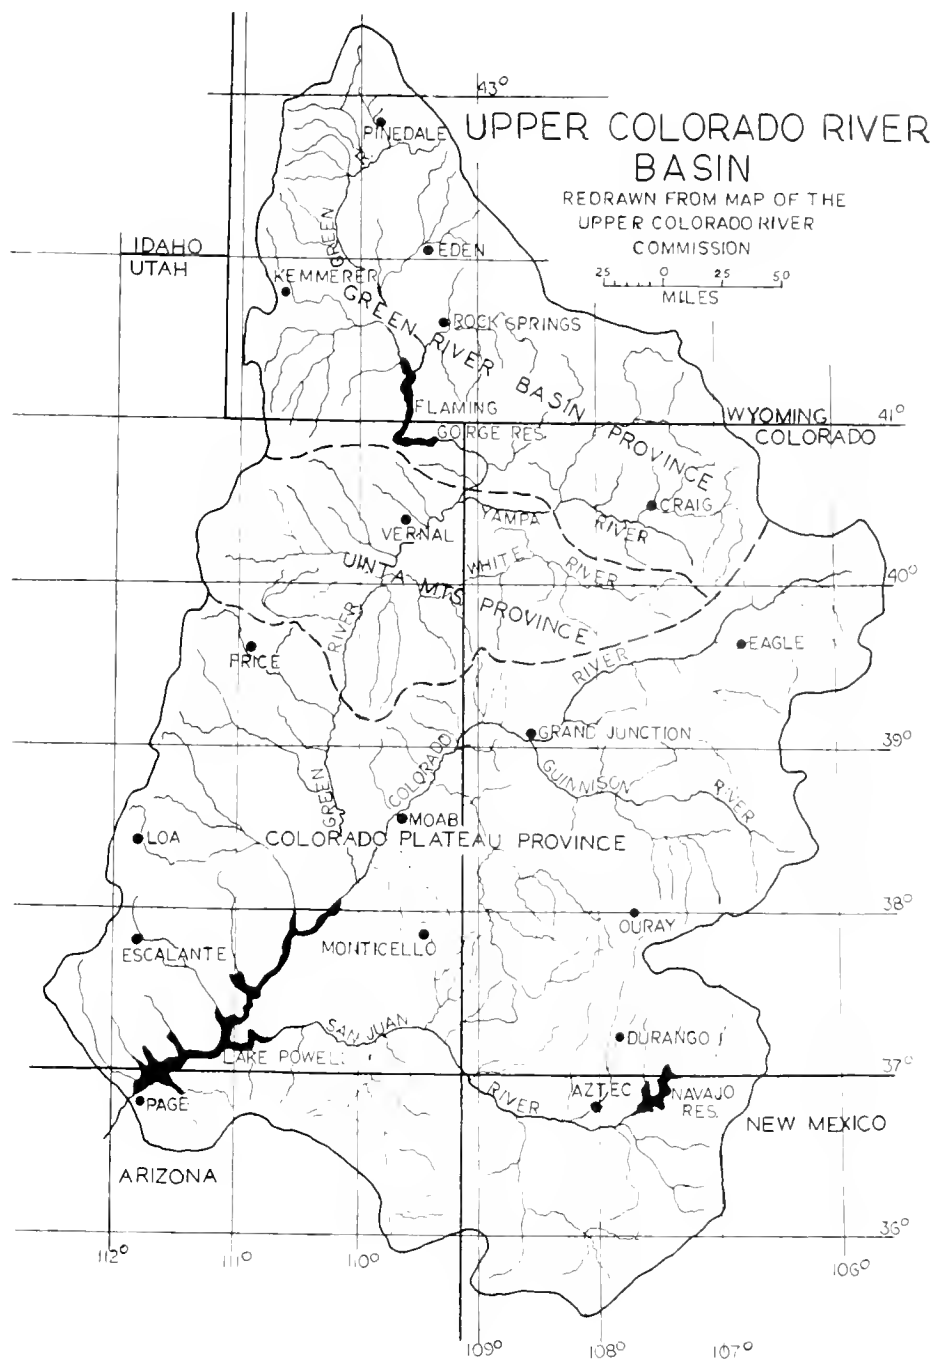 43°
UPPER COLORADO RIVER
BASIN
REDRAWN FROM MAP OF THE
UPPER COLORADO RIVER
COMMISSION
25 0 25 50
MILES
PINEDALE
R.
GREEN
EDEN
IDAHO
UTAH
KEMMERER
ROCK SPRINGS
GREEN RIVER BASIN PROVINCE
FLAMING
GORGE RES.
WYOMING
COLORADO
41°
CRAIG
YAMPA RIVER
VERNAL
WHITE RIVER
UINTA MTS PROVINCE
40°
RIVER
PRICE
RIVER
EAGLE
GRAND JUNCTION
39°
COLORADO
GUINNISON RIVER
GREEN
MOAB
LOA
COLORADO PLATEAU PROVINCE
38°
OURAY
ESCALANTE
MONTICELLO
SAN JUAN
DURANGO
LAKE POWELL
37°
RIVER
AZTEC
NAVAJO
RES.
PAGE
NEW MEXICO
ARIZONA
36°
112° 111° 110° 106°
109° 108° 107°